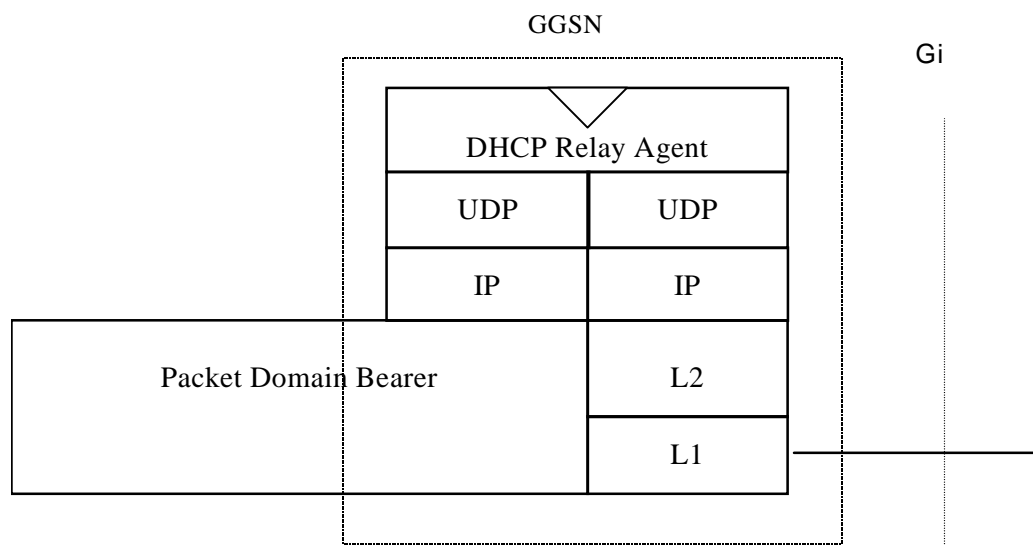 GGSN
Gi
DHCP Relay Agent
UDP
UDP
IP
IP
Packet Domain Bearer
L2
L1